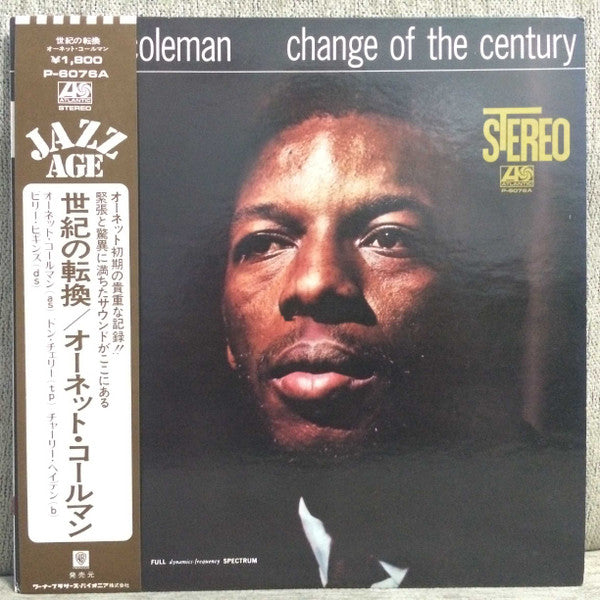 世紀の転換
オーネット・コールマン
¥1,800
P-6076A
ATLANTIC
STEREO
JAZZ
AGE
オーネット初期の貴重な記録!!
緊張と驚異に満ちたサウンドがここにある
世紀の転換/オーネット・コールマン
オーネット・コールマン(as)ドン・チェリー(tp)チャーリー・ヘイデン(b)
ビリー・ヒギンズ(ds)
発売元
ワーナー・ブラザーズ・パイオニア株式会社
coleman change of the century
STEREO
ATLANTIC
P-6076A
FULL dynamics-frequency SPECTRUM